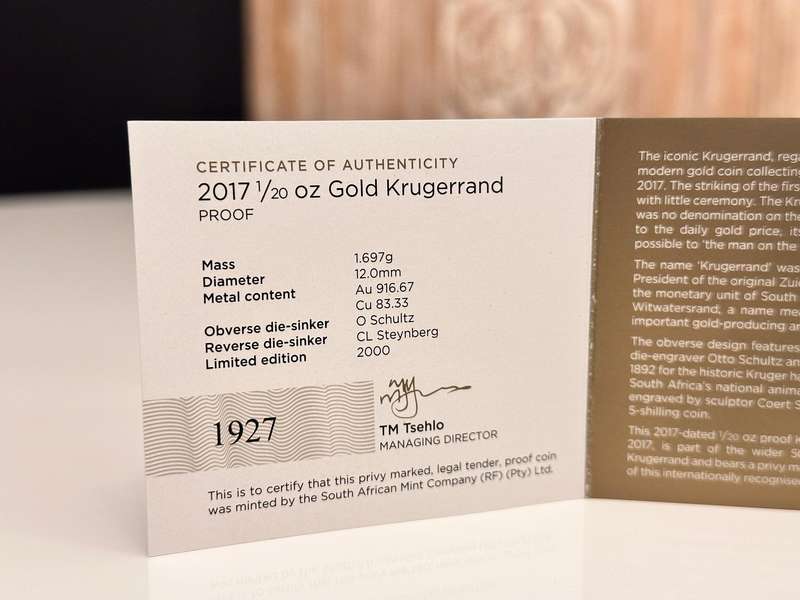 CERTIFICATE OF AUTHENTICITY
2017 1/20 oz Gold Krugerrand
PROOF
Mass 1.697g
Diameter 12.0mm
Metal content Au 916.67
Cu 83.33
Obverse die-sinker O Schultz
Reverse die-sinker CL Steynberg
Limited edition 2000
1927
TM Tsehlo
MANAGING DIRECTOR
This is to certify that this privy marked, legal tender, proof coin
was minted by the South African Mint Company (RF) (Pty) Ltd.
The iconic Krugerrand,
modern gold coin collecting
2017. The striking of the first
with little ceremony. The
was no denomination on the
to the daily gold price,
possible to 'the man on the
The name 'Krugerrand' was
President of the original
the monetary unit of South
Witwatersrand, a name
important gold-producing
The obverse design features
die-engraver Otto Schultz
1892 for the historic Kruger
South Africa's national
engraved by sculptor Coert
5-shilling coin.
This 2017-dated 1/20 oz proof
2017, is part of the wider
Krugerrand and bears a privy
of this internationally